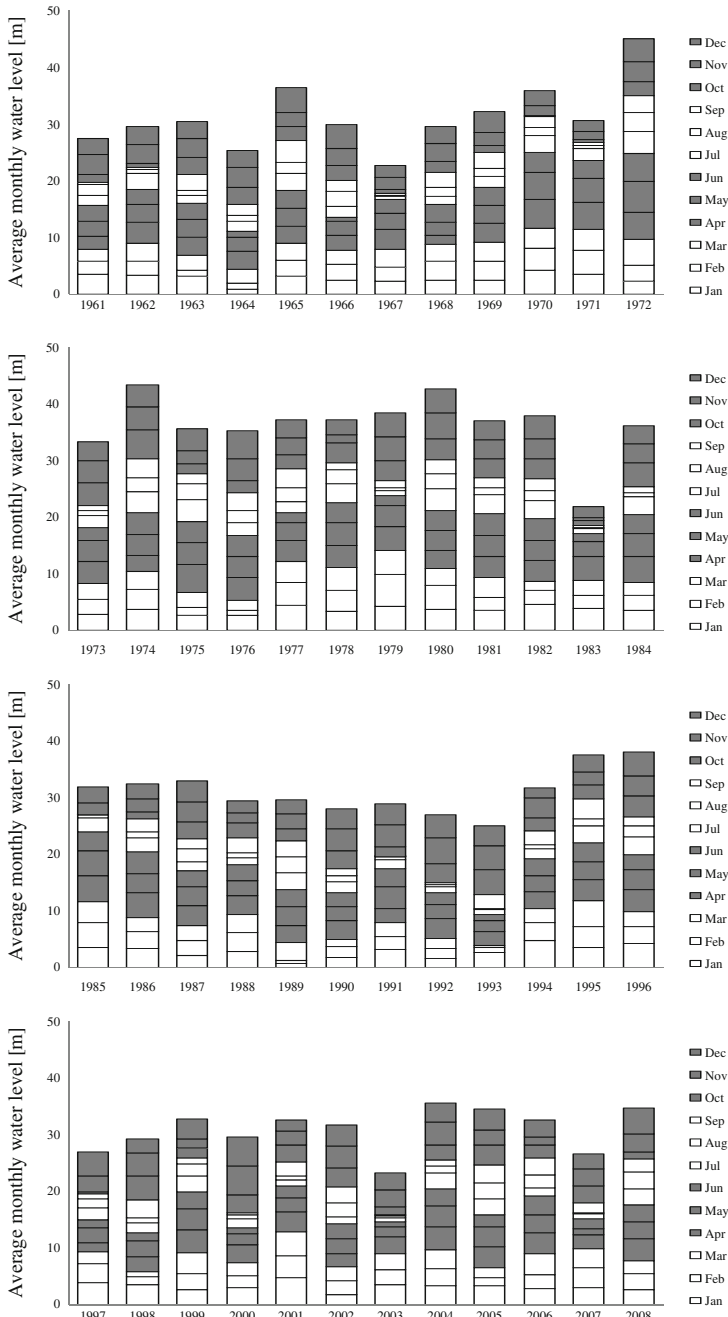 Average monthly water level [m]
50
40
30
20
10
0
1961 1962 1963 1964 1965 1966 1967 1968 1969 1970 1971 1972
Dec
Nov
Oct
Sep
Aug
Jul
Jun
May
Apr
Mar
Feb
Jan
Average monthly water level [m]
50
40
30
20
10
0
1973 1974 1975 1976 1977 1978 1979 1980 1981 1982 1983 1984
Dec
Nov
Oct
Sep
Aug
Jul
Jun
May
Apr
Mar
Feb
Jan
Average monthly water level [m]
50
40
30
20
10
0
1985 1986 1987 1988 1989 1990 1991 1992 1993 1994 1995 1996
Dec
Nov
Oct
Sep
Aug
Jul
Jun
May
Apr
Mar
Feb
Jan
Average monthly water level [m]
50
40
30
20
10
0
1997 1998 1999 2000 2001 2002 2003 2004 2005 2006 2007 2008
Dec
Nov
Oct
Sep
Aug
Jul
Jun
May
Apr
Mar
Feb
Jan